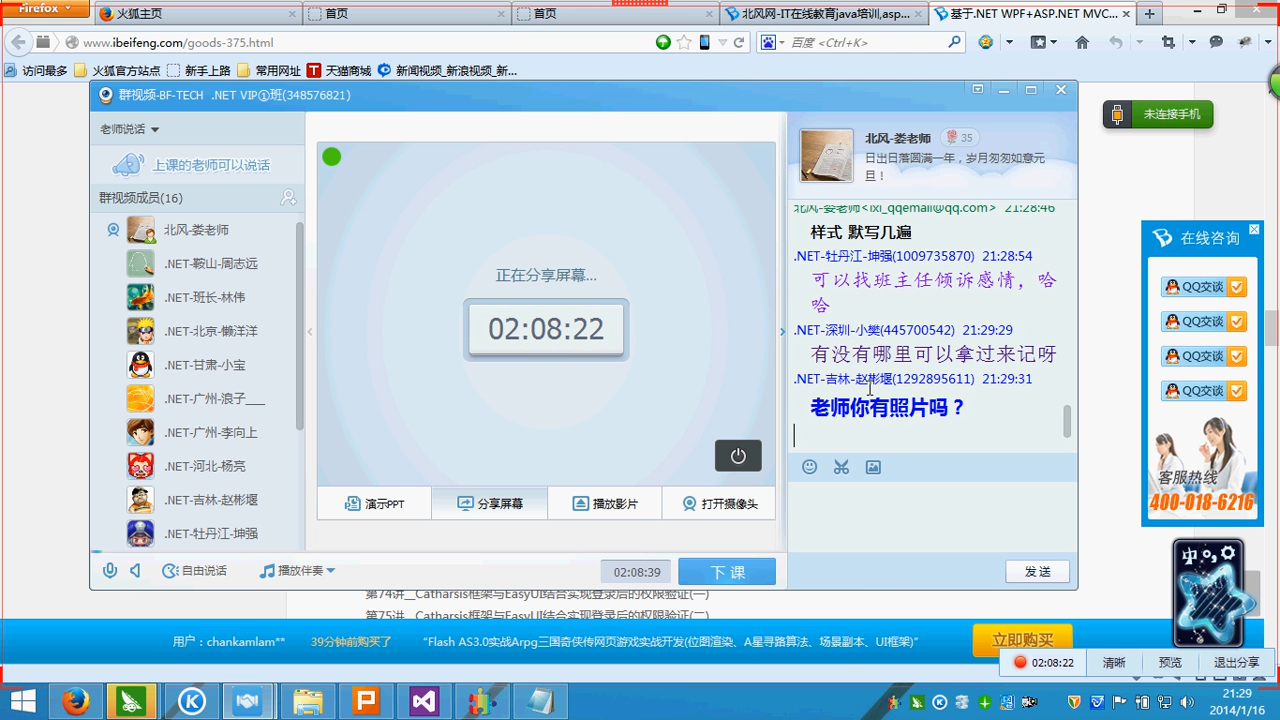 Firefox
火狐主页
首页
首页
北风网-IT在线教育java培训,asp...
基于.NET WPF+ASP.NET MVC...
www.ibeifeng.com/goods-375.html
百度 <Ctrl+K>
访问最多
火狐官方站点
新手上路
常用网址
天猫商城
新闻视频_新浪视频_新...
群视频-BF-TECH .NET VIP①班(348576821)
老师说话
上课的老师可以说话
群视频成员(16)
北风-娄老师
.NET-鞍山-周志远
.NET-班长-林伟
.NET-北京-懒洋洋
.NET-甘肃-小宝
.NET-广州-浪子___
.NET-广州-李向上
.NET-河北-杨亮
.NET-吉林-赵彬堰
.NET-牡丹江-坤强
正在分享屏幕...
02:08:22
演示PPT
分享屏幕
播放影片
打开摄像头
自由说话
播放伴奏
02:08:39
下 课
北风-娄老师
35
日出日落圆满一年，岁月匆匆如意元
旦！
北风-娄老师<lxl_qqemail@qq.com> 21:28:46
样式 默写几遍
.NET-牡丹江-坤强(1009735870) 21:28:54
可以找班主任倾诉感情，哈
哈
.NET-深圳-小樊(445700542) 21:29:29
有没有哪里可以拿过来记呀
.NET-吉林-赵彬堰(1292895611) 21:29:31
老师你有照片吗？
发 送
未连接手机
在线咨询
QQ交谈
QQ交谈
QQ交谈
QQ交谈
客服热线
400-018-6216
中
第74讲__Catharsis框架与EasyUI结合实现登录后的权限验证(一)
第75讲__Catharsis框架与EasyUI结合实现登录后的权限验证(二)
用户：chankamlam**
39分钟前购买了
“Flash AS3.0实战Arpg三国奇侠传网页游戏实战开发(位图渲染、A星寻路算法、场景副本、UI框架)”
立即购买
02:08:22
清晰
预览
退出分享
21:29
2014/1/16